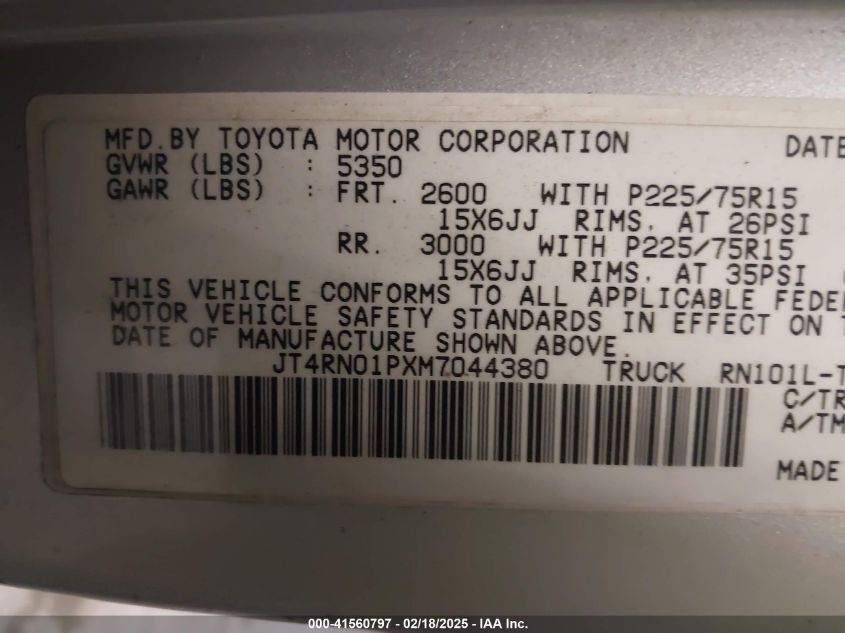 MFD.BY TOYOTA MOTOR CORPORATION DATE
GVWR (LBS) : 5350
GAWR (LBS) : FRT. 2600 WITH P225/75R15
15X6JJ RIMS, AT 26PSI
RR. 3000 WITH P225/75R15
15X6JJ RIMS, AT 35PSI
THIS VEHICLE CONFORMS TO ALL APPLICABLE FEDE
MOTOR VEHICLE SAFETY STANDARDS IN EFFECT ON T
DATE OF MANUFACTURE SHOWN ABOVE.
JT4RN01PXM7044380 TRUCK RN101L-T
C/TR
A/TM
MADE
000-41560797 - 02/18/2025 - IAA Inc.